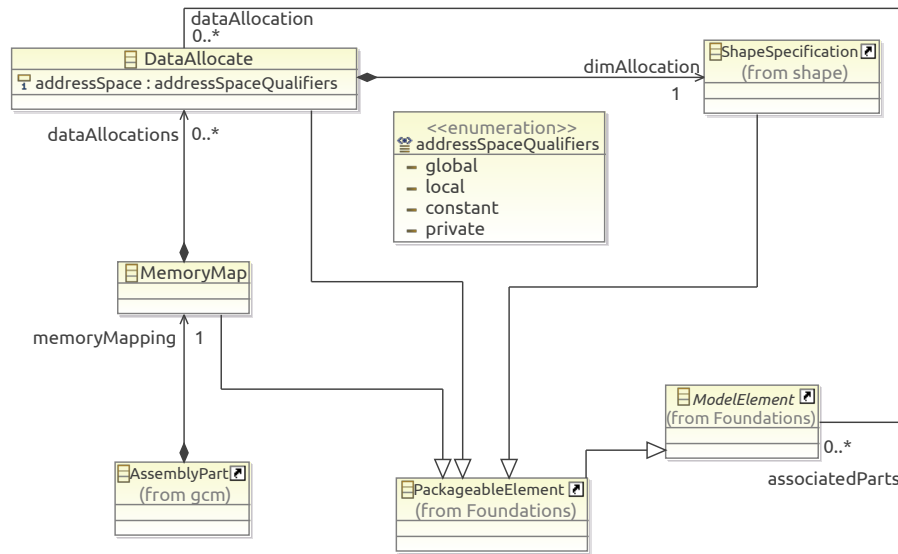 dataAllocation
0..*
DataAllocate
addressSpace : addressSpaceQualifiers
dimAllocation
1
ShapeSpecification
(from shape)
dataAllocations
0..*
<<enumeration>>
addressSpaceQualifiers
global
local
constant
private
MemoryMap
memoryMapping
1
ModelElement
(from Foundations)
0..*
associatedParts
AssemblyPart
(from gcm)
PackageableElement
(from Foundations)